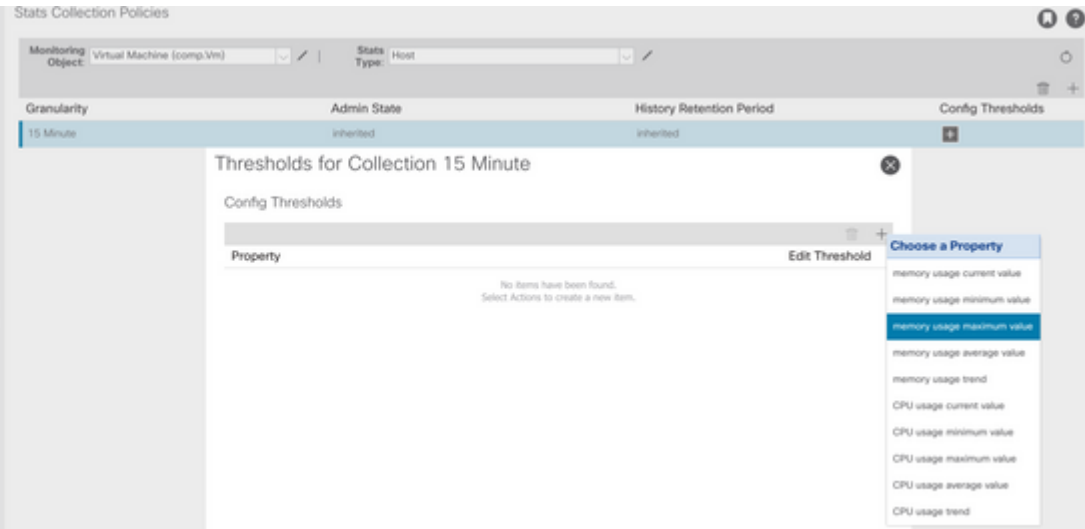 Stats Collection Policies
Monitoring Object: Virtual Machine (comp.Vm) Stats Type: Host
Granularity Admin State History Retention Period Config Thresholds
15 Minute inherited inherited
Thresholds for Collection 15 Minute
Config Thresholds
Property Edit Threshold
No items have been found.
Select Actions to create a new item.
Choose a Property
memory usage current value
memory usage minimum value
memory usage maximum value
memory usage average value
memory usage trend
CPU usage current value
CPU usage minimum value
CPU usage maximum value
CPU usage average value
CPU usage trend